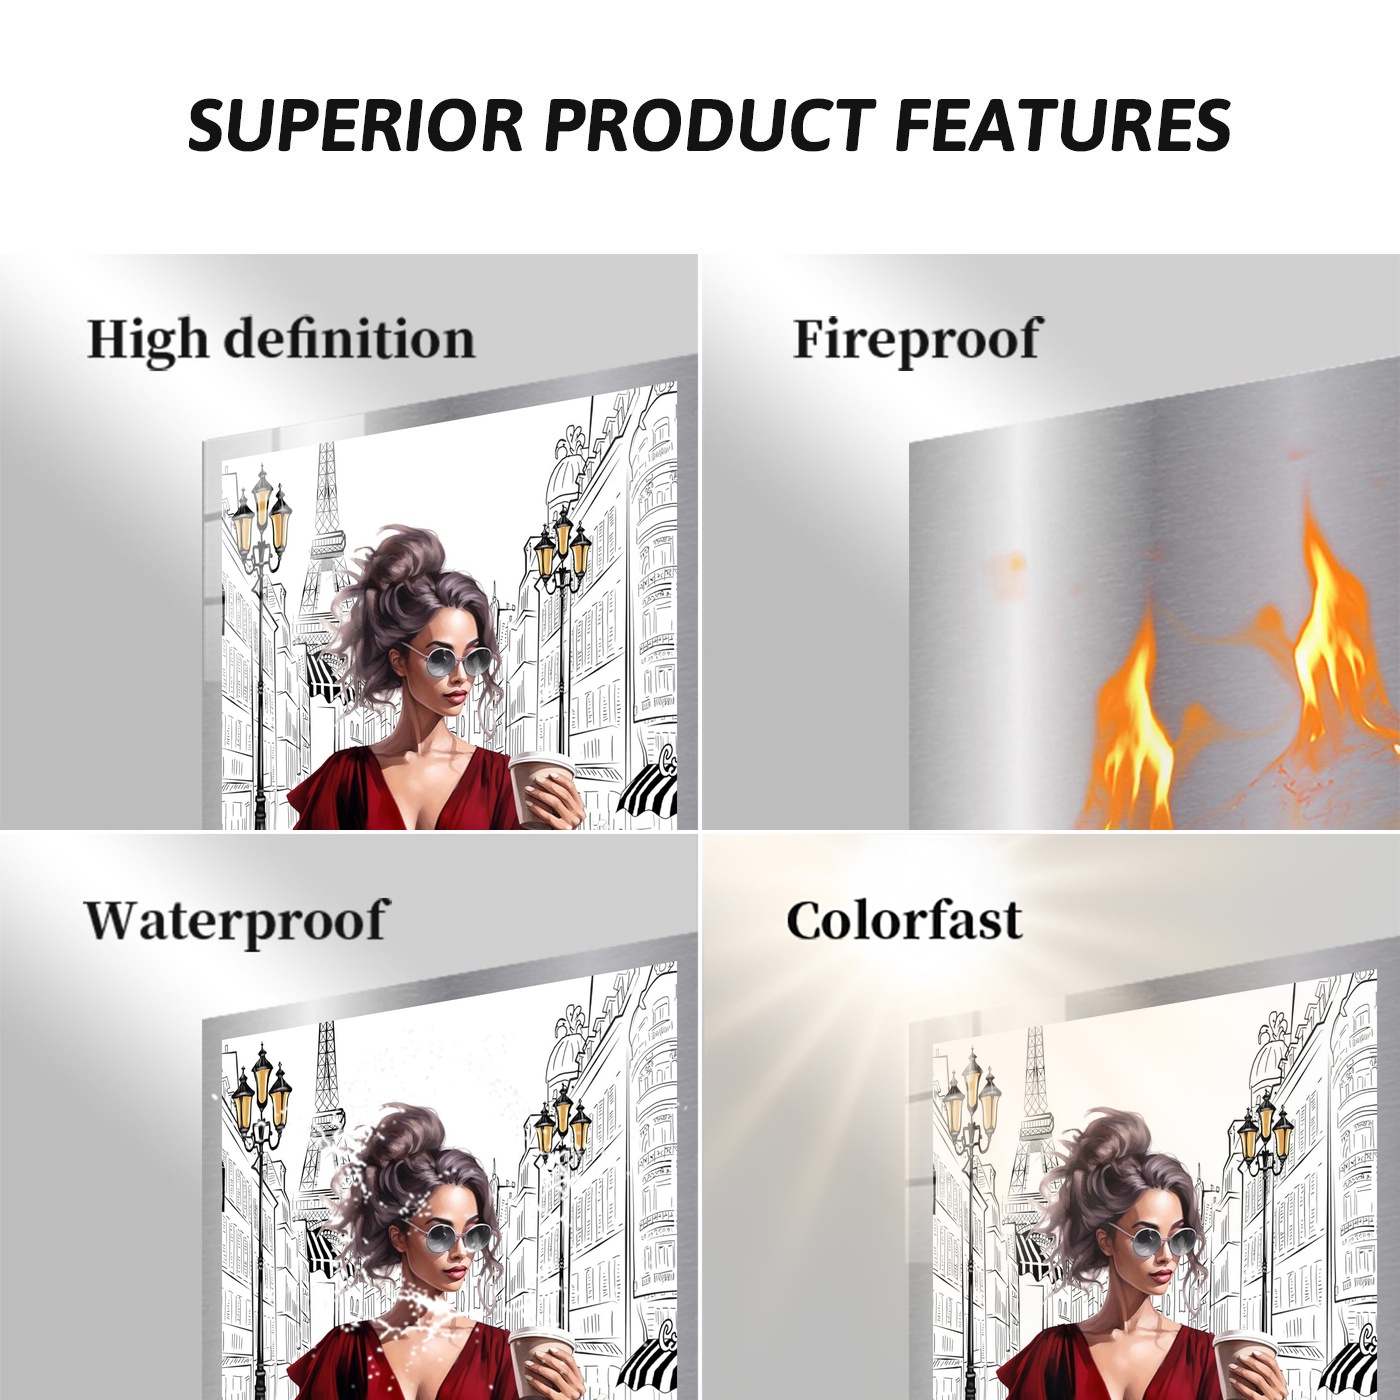 SUPERIOR PRODUCT FEATURES
High definition
Fireproof
Waterproof
Colorfast